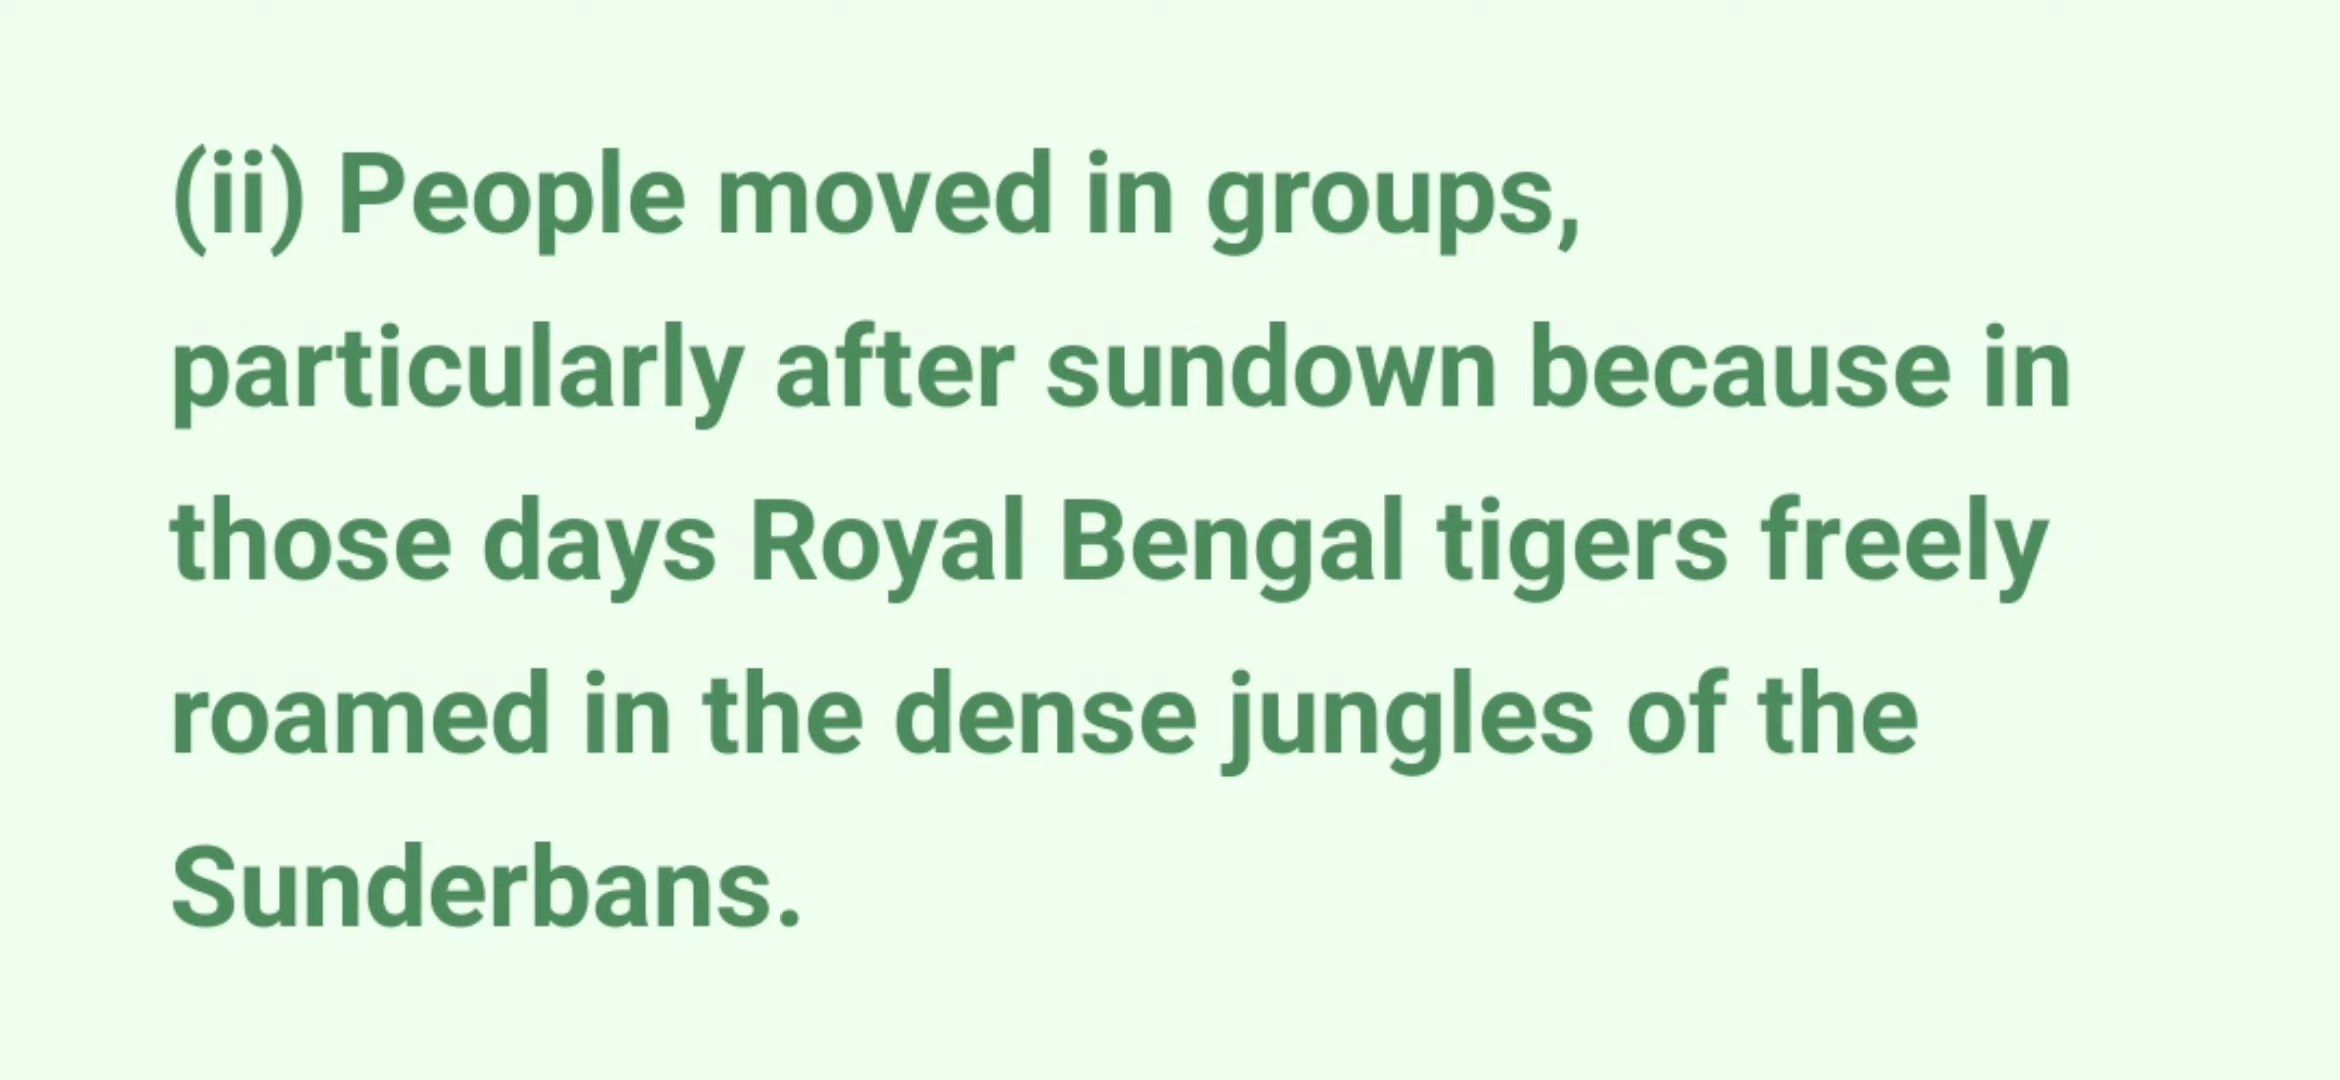 (ii) People moved in groups,
particularly after sundown because in
those days Royal Bengal tigers freely
roamed in the dense jungles of the
Sunderbans.